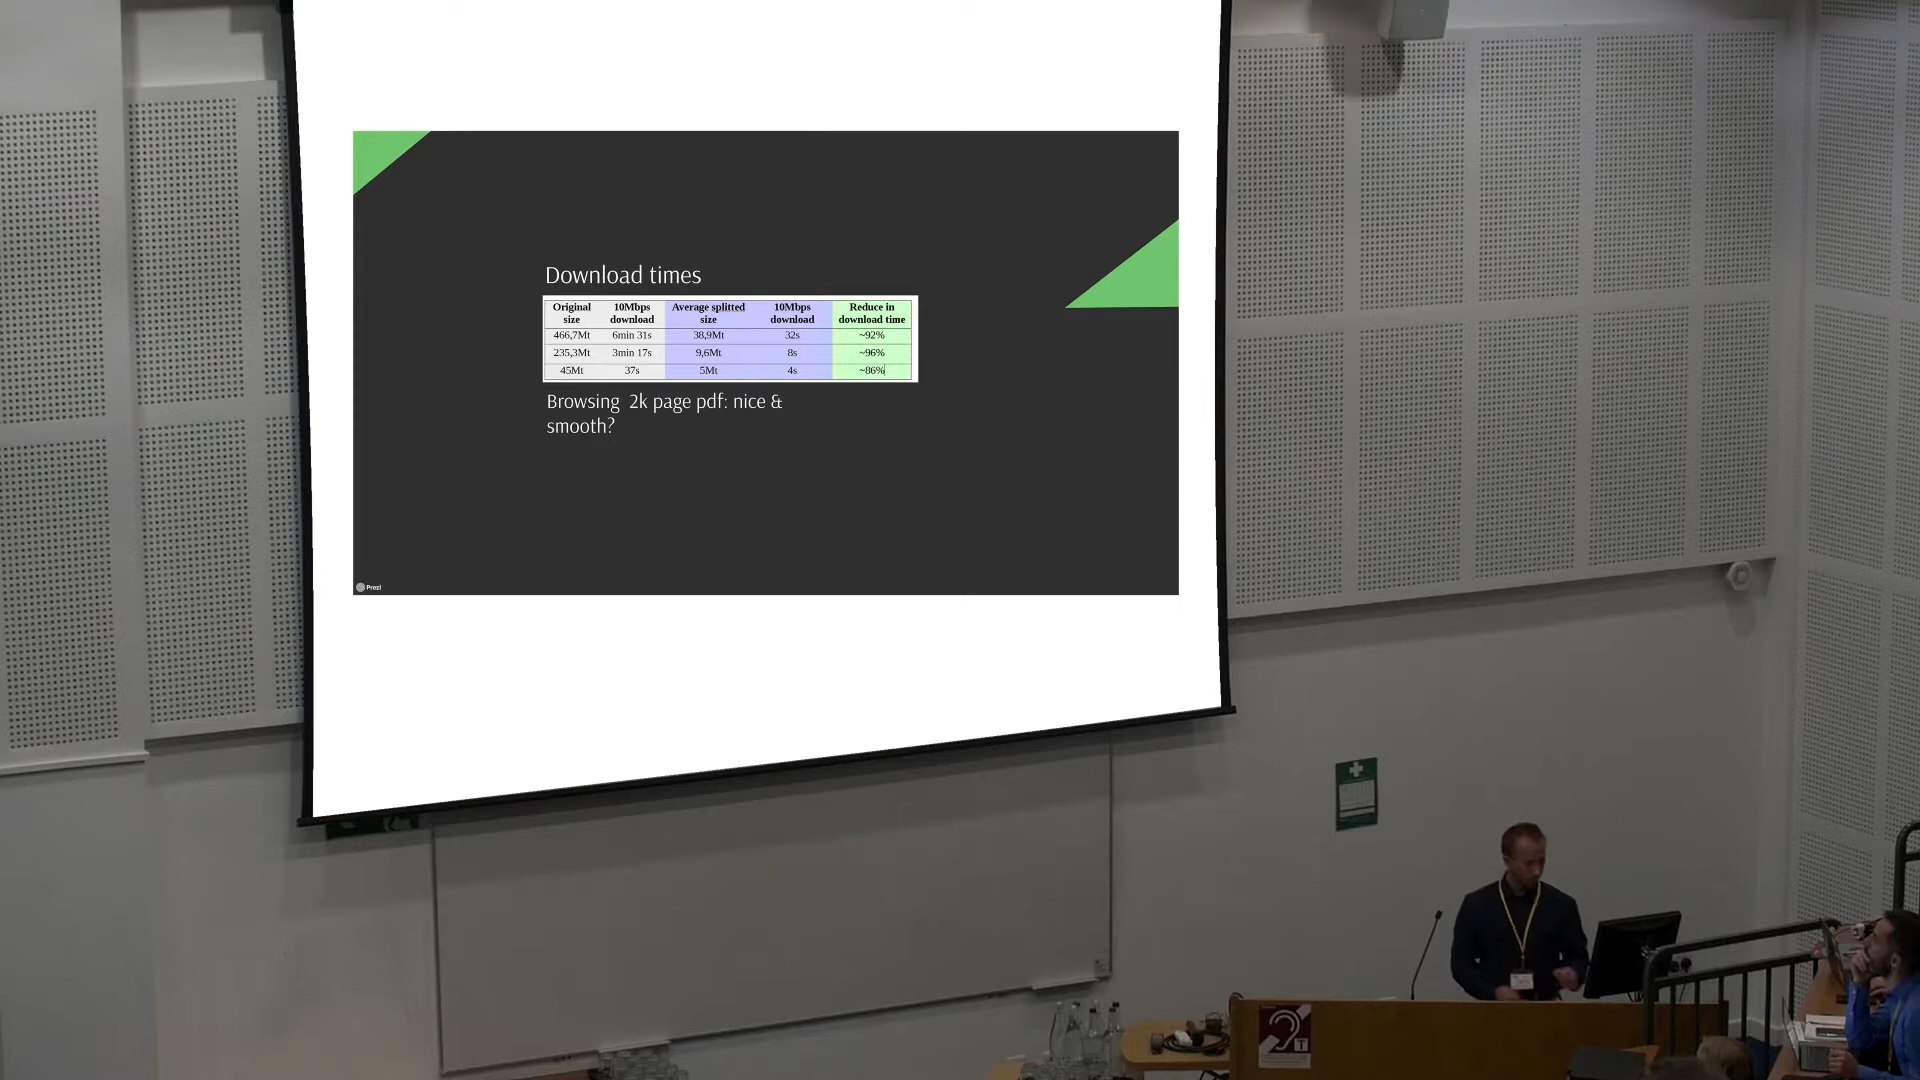 Download times
Original size 10Mbps download Average splitted size 10Mbps download Reduce in download time
466,7Mt 6min 31s 38,9Mt 32s ~92%
235,3Mt 3min 17s 9,6Mt 8s ~96%
45Mt 37s 5Mt 4s ~86%
Browsing 2k page pdf: nice &
smooth?
Prezi
T